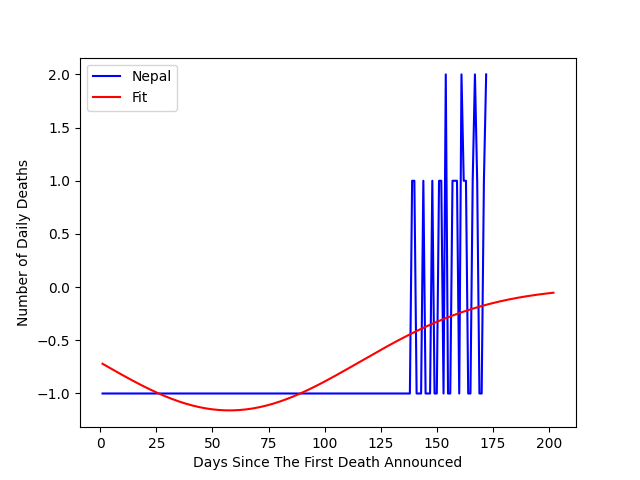 Nepal
Fit
2.0
1.5
1.0
0.5
0.0
−0.5
−1.0
Number of Daily Deaths
0 25 50 75 100 125 150 175 200
Days Since The First Death Announced